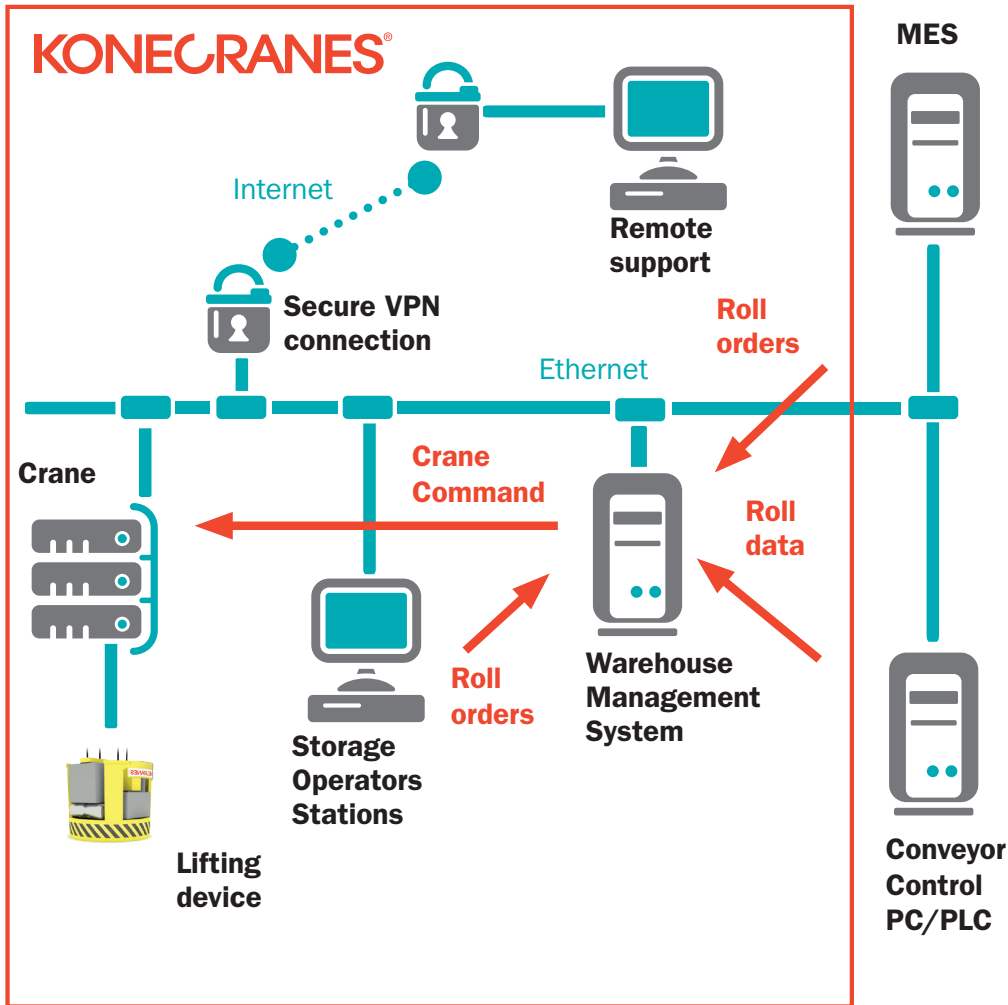 KONECRANES®
MES
Internet
Remote
support
Secure VPN
connection
Roll
orders
Ethernet
Crane
Crane
Command
Roll
data
Roll
orders
Warehouse
Management
System
Storage
Operators
Stations
Lifting
device
Conveyor
Control
PC/PLC